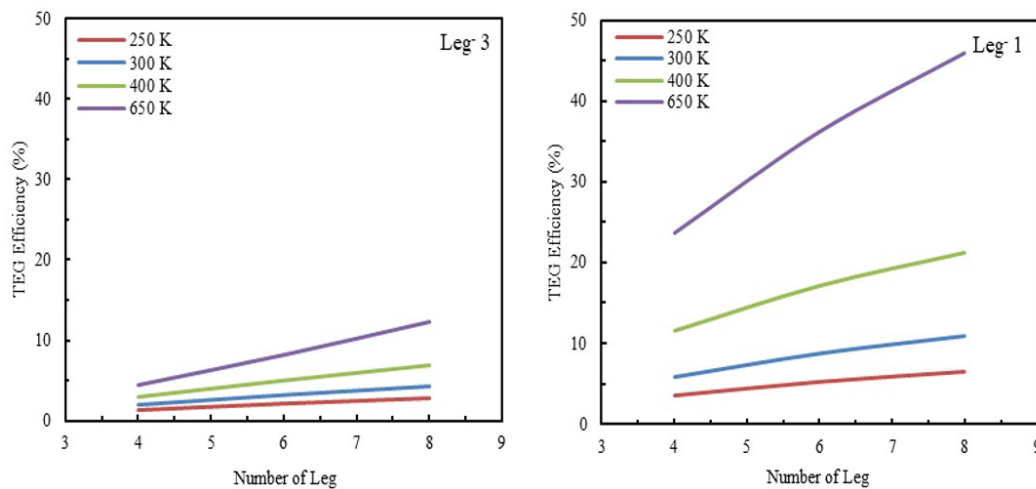 50
40
30
20
10
0
TEG Efficiency (%)
Leg- 3
250 K
300 K
400 K
650 K
3 4 5 6 7 8 9
Number of Leg
50
40
30
20
10
0
TEG Efficiency (%)
Leg- 1
250 K
300 K
400 K
650 K
3 4 5 6 7 8 9
Number of Leg